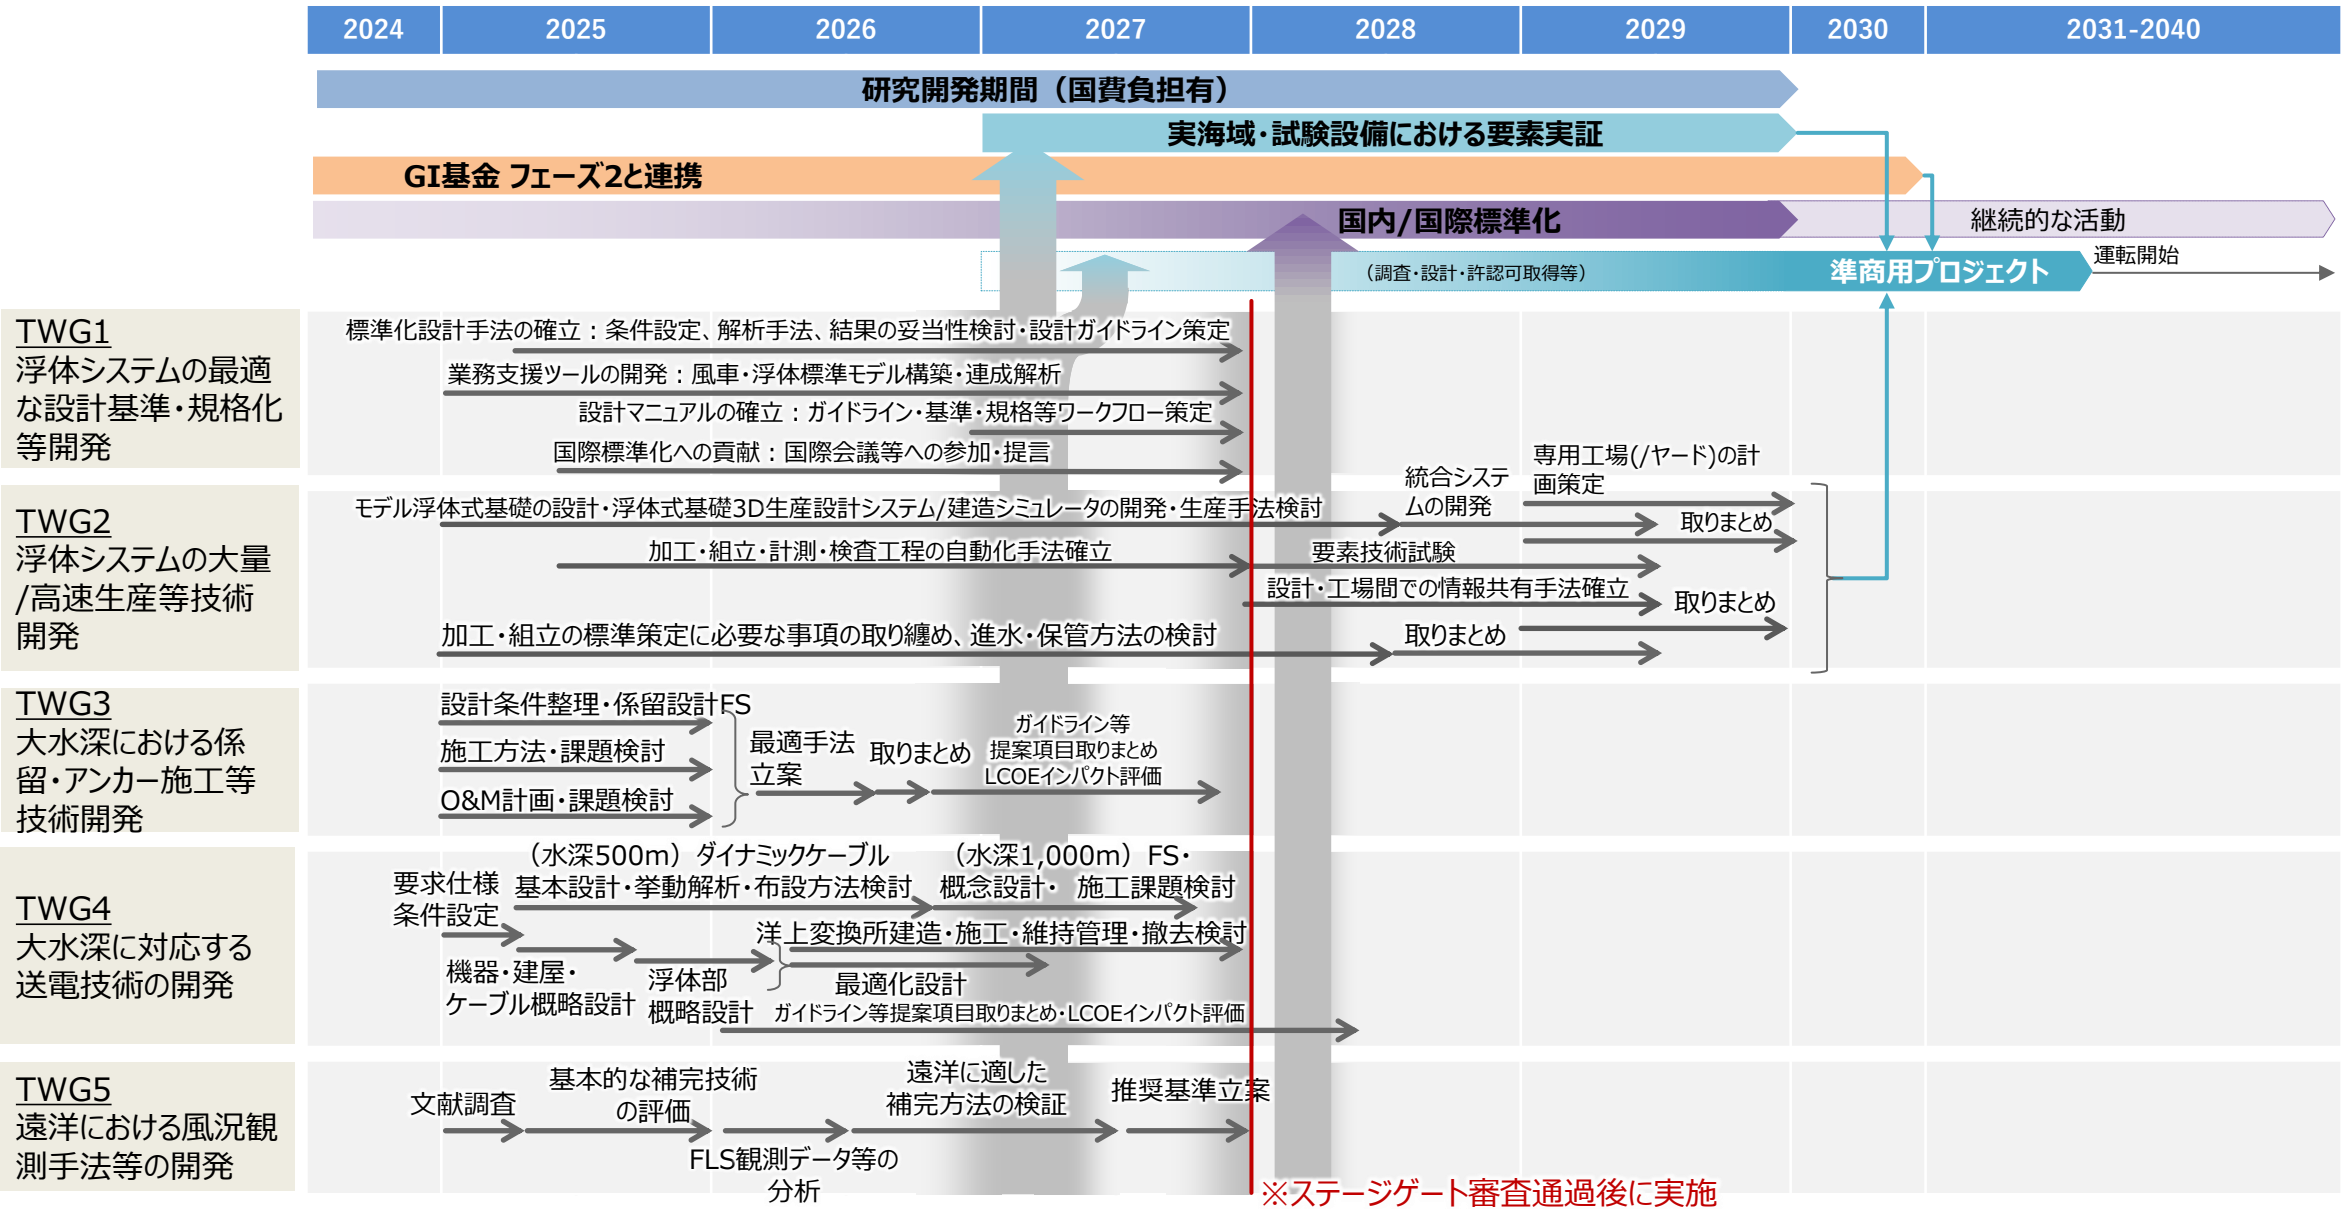 2024 2025 2026 2027 2028 2029 2030 2031-2040
研究開発期間（国費負担有）
実海域・試験設備における要素実証
GI基金 フェーズ2と連携
国内/国際標準化
継続的な活動
（調査・設計・許認可取得等）
準商用プロジェクト
運転開始
TWG1
浮体システムの最適
な設計基準・規格化
等開発
標準化設計手法の確立：条件設定、解析手法、結果の妥当性検討・設計ガイドライン策定
業務支援ツールの開発：風車・浮体標準モデル構築・連成解析
設計マニュアルの確立：ガイドライン・基準・規格等ワークフロー策定
国際標準化への貢献：国際会議等への参加・提言
TWG2
浮体システムの大量
/高速生産等技術
開発
モデル浮体式基礎の設計・浮体式基礎3D生産設計システム/建造シミュレータの開発・生産手法検討
統合システ
ムの開発
専用工場(/ヤード)の計
画策定
取りまとめ
加工・組立・計測・検査工程の自動化手法確立
要素技術試験
設計・工場間での情報共有手法確立
取りまとめ
加工・組立の標準策定に必要な事項の取り纏め、進水・保管方法の検討
取りまとめ
TWG3
大水深における係
留・アンカー施工等
技術開発
設計条件整理・係留設計FS
施工方法・課題検討
O&M計画・課題検討
最適手法
立案
取りまとめ
ガイドライン等
提案項目取りまとめ
LCOEインパクト評価
TWG4
大水深に対応する
送電技術の開発
要求仕様
条件設定
（水深500m）ダイナミックケーブル
基本設計・挙動解析・布設方法検討
（水深1,000m）FS・
概念設計・ 施工課題検討
機器・建屋・
ケーブル概略設計
浮体部
概略設計
洋上変換所建造・施工・維持管理・撤去検討
最適化設計
ガイドライン等提案項目取りまとめ・LCOEインパクト評価
TWG5
遠洋における風況観
測手法等の開発
文献調査
基本的な補完技術
の評価
FLS観測データ等の
分析
遠洋に適した
補完方法の検証
推奨基準立案
※ステージゲート審査通過後に実施